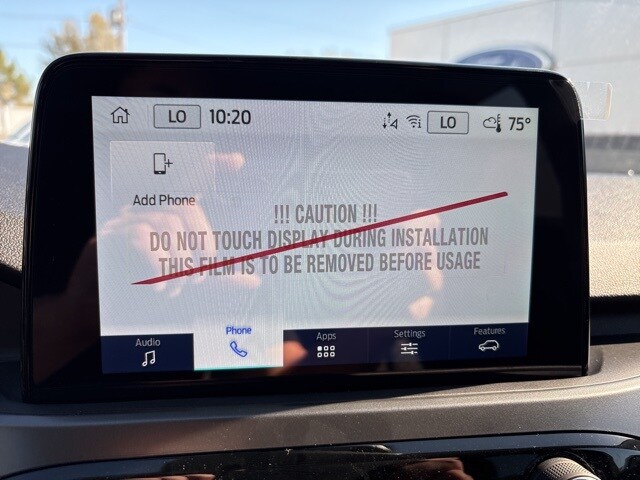 LO 10:20 LO 75°
Add Phone
!!! CAUTION !!!
DO NOT TOUCH DISPLAY DURING INSTALLATION
THIS FILM IS TO BE REMOVED BEFORE USAGE
Audio Phone Apps Settings Features